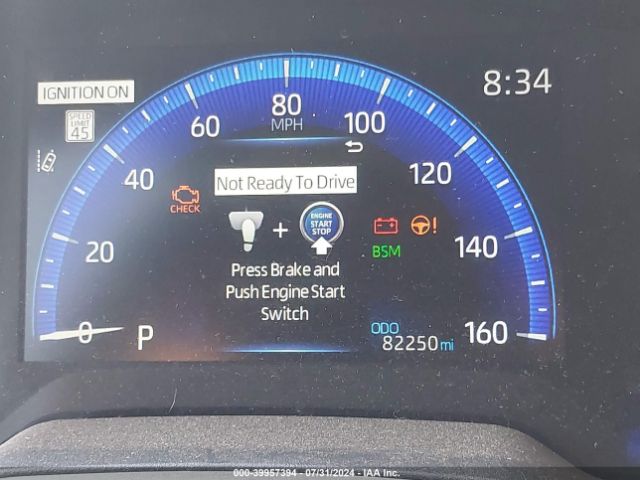 IGNITION ON
8:34
SPEED
LIMIT
45
80
MPH
60
100
40
120
Not Ready To Drive
CHECK
ENGINE
START
STOP
+
!
20
BSM
140
Press Brake and
Push Engine Start
Switch
0
P
ODO
82250 mi
160
000-39957394 - 07/31/2024 - IAA Inc.